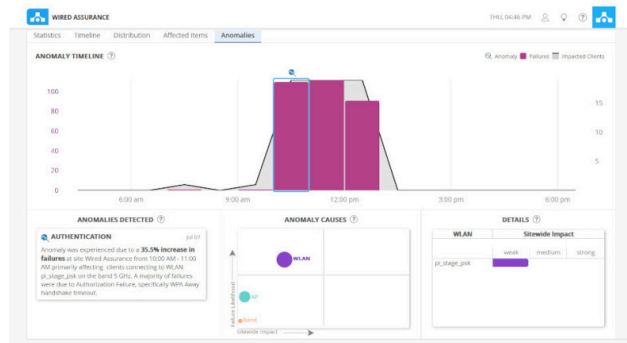 WIRED ASSURANCE
THU, 04:46 PM
Statistics Timeline Distribution Affected Items Anomalies
ANOMALY TIMELINE
Anomaly Failures Impacted Clients
100
80
60
40
20
0
15
10
5
6:00 am 9:00 am 12:00 pm 3:00 pm 6:00 pm
ANOMALIES DETECTED
AUTHENTICATION
Anomaly was experienced due to a 35.5% increase in
failures at site Wired Assurance from 10:00 AM - 11:00
AM primarily affecting clients connecting to WLAN
pi_stage_psk on the band 5 GHz. A majority of failures
were due to Authorization Failure, specifically WPA Away
handshake timeout.
ANOMALY CAUSES
WLAN
AP
Band
Failure Likelihood
Sitewide Impact
DETAILS
WLAN Sitewide Impact
weak medium strong
pi_stage_psk